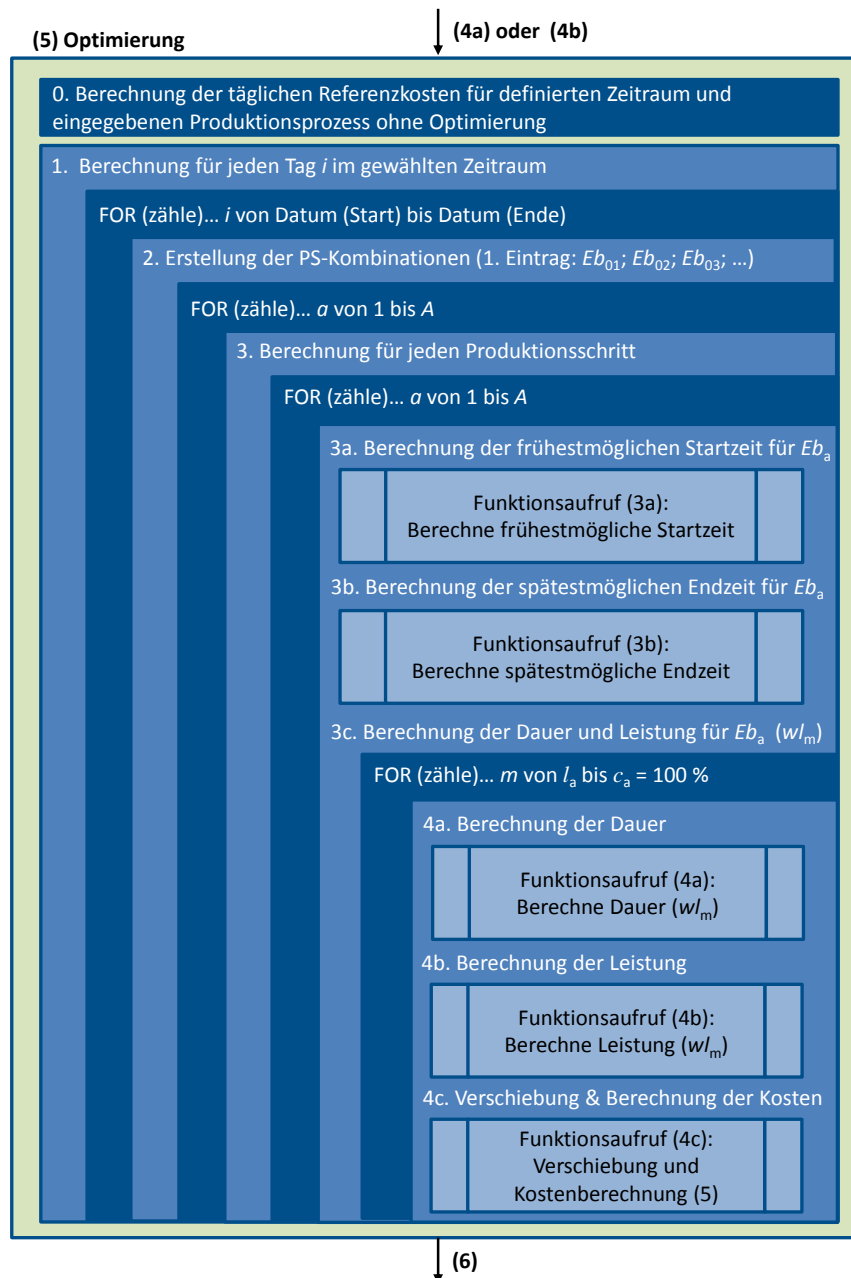 (5) Optimierung
(4a) oder (4b)
0. Berechnung der täglichen Referenzkosten für definierten Zeitraum und
eingegebenen Produktionsprozess ohne Optimierung
1. Berechnung für jeden Tag i im gewählten Zeitraum
FOR (zähle)… i von Datum (Start) bis Datum (Ende)
2. Erstellung der PS-Kombinationen (1. Eintrag: Eb01; Eb02; Eb03; …)
FOR (zähle)… a von 1 bis A
3. Berechnung für jeden Produktionsschritt
FOR (zähle)… a von 1 bis A
3a. Berechnung der frühestmöglichen Startzeit für Eba
Funktionsaufruf (3a):
Berechne frühestmögliche Startzeit
3b. Berechnung der spätestmöglichen Endzeit für Eba
Funktionsaufruf (3b):
Berechne spätestmögliche Endzeit
3c. Berechnung der Dauer und Leistung für Eba (wlm)
FOR (zähle)… m von la bis ca = 100 %
4a. Berechnung der Dauer
Funktionsaufruf (4a):
Berechne Dauer (wlm)
4b. Berechnung der Leistung
Funktionsaufruf (4b):
Berechne Leistung (wlm)
4c. Verschiebung & Berechnung der Kosten
Funktionsaufruf (4c):
Verschiebung und
Kostenberechnung (5)
(6)